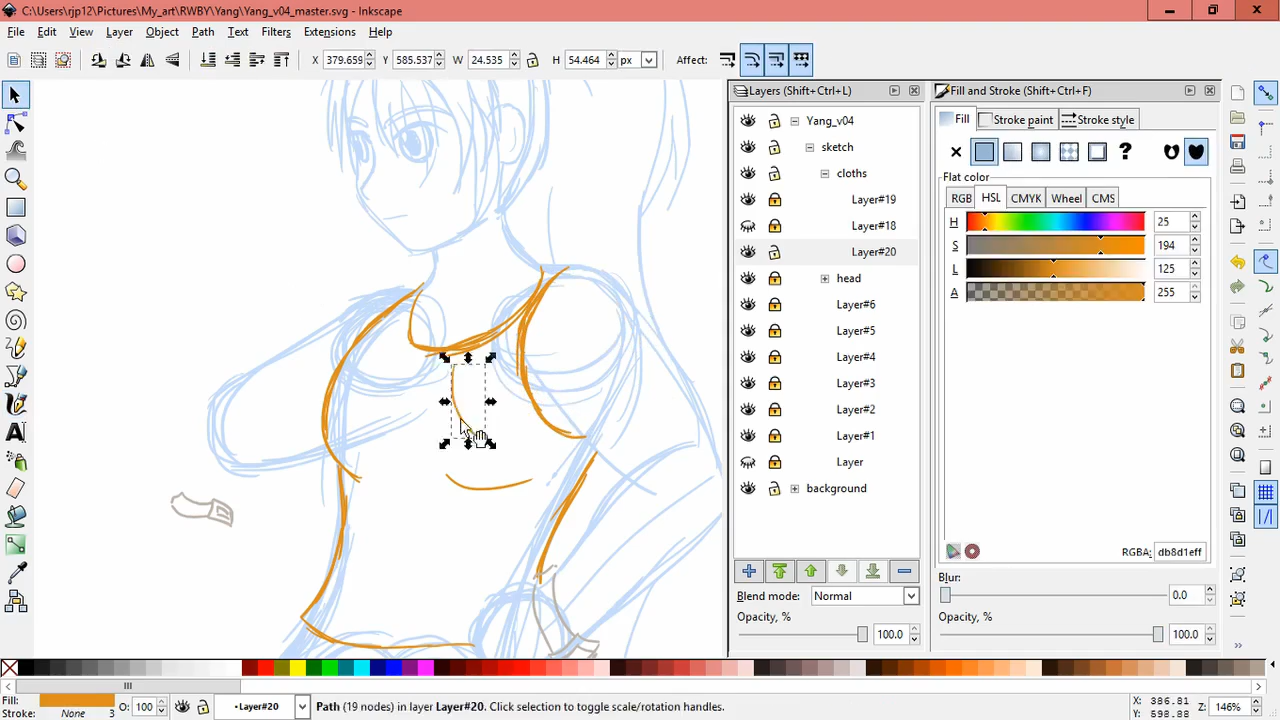 C:\Users\rjp12\Pictures\My_art\RWBY\Yang\Yang_v04_master.svg - Inkscape
File Edit View Layer Object Path Text Filters Extensions Help
X 379.659 Y 585.537 W 24.535 H 54.464 px Affect:
Layers (Shift+Ctrl+L)
Yang_v04
sketch
cloths
Layer#19
Layer#18
Layer#20
head
Layer#6
Layer#5
Layer#4
Layer#3
Layer#2
Layer#1
Layer
background
Blend mode: Normal
Opacity, % 100.0
Fill and Stroke (Shift+Ctrl+F)
Fill Stroke paint Stroke style
?
Flat color
RGB HSL CMYK Wheel CMS
H 25
S 194
L 125
A 255
RGBA: db8d1eff
Blur: 0.0
Opacity, % 100.0
Fill: O: 100 •Layer#20 Path (19 nodes) in layer Layer#20. Click selection to toggle scale/rotation handles. X: 386.81 Z: 146%
Stroke: None 3 Y: 598.88